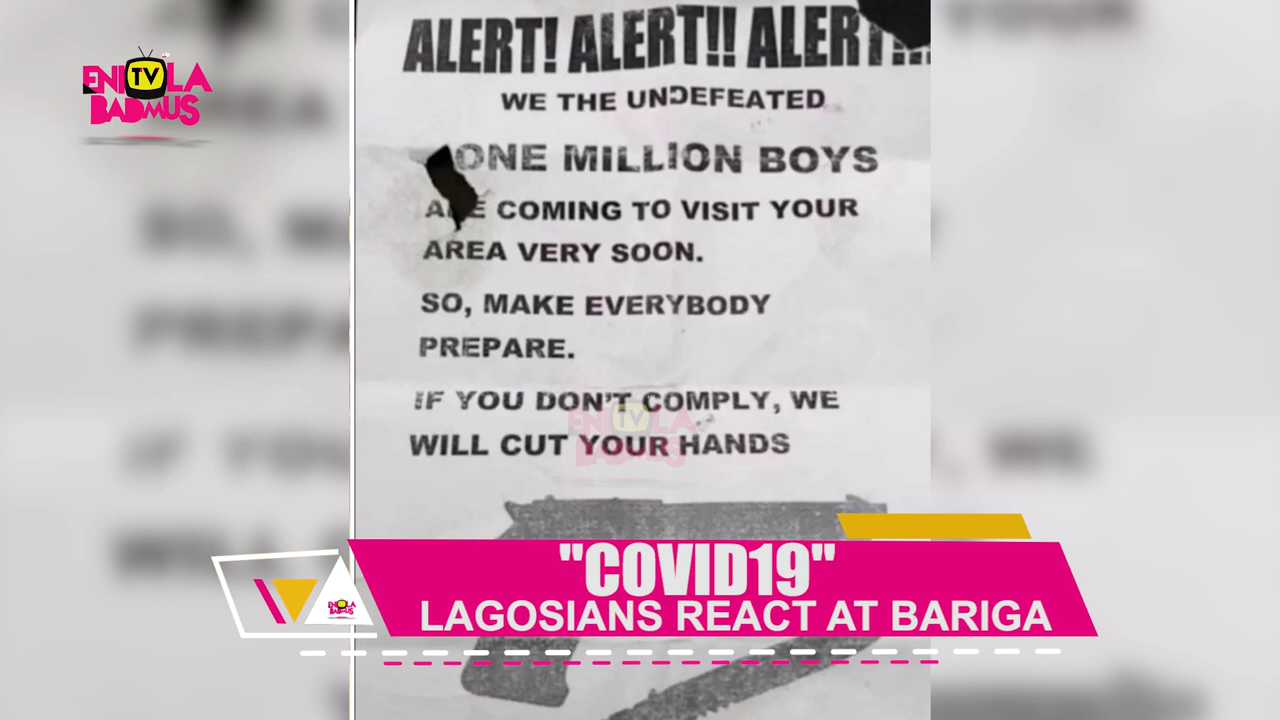 ENIOLA
TV
BADMUS
ALERT! ALERT!! ALERT!!!
WE THE UNDEFEATED
ONE MILLION BOYS
ARE COMING TO VISIT YOUR
AREA VERY SOON.
SO, MAKE EVERYBODY
PREPARE.
IF YOU DON'T COMPLY, WE
WILL CUT YOUR HANDS
"COVID19"
LAGOSIANS REACT AT BARIGA